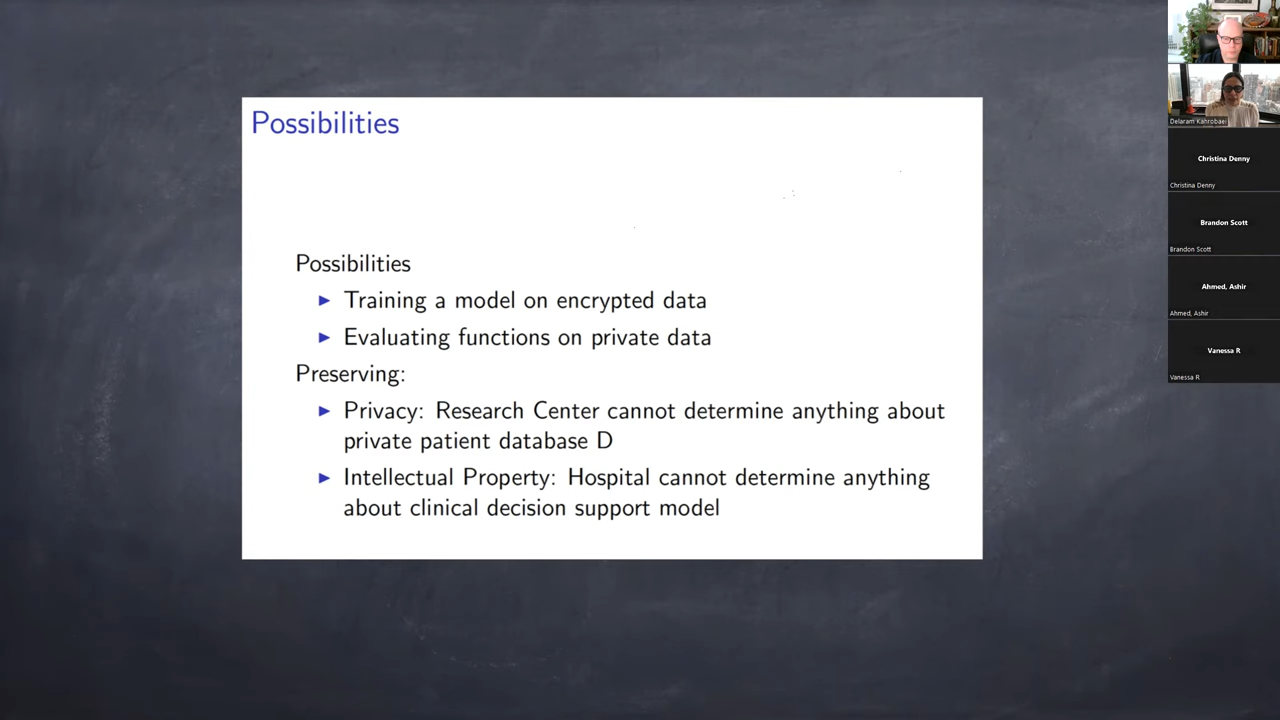 Possibilities
Possibilities
► Training a model on encrypted data
► Evaluating functions on private data
Preserving:
► Privacy: Research Center cannot determine anything about
private patient database D
► Intellectual Property: Hospital cannot determine anything
about clinical decision support model
Delaram Kahrobaei
Christina Denny
Christina Denny
Brandon Scott
Brandon Scott
Ahmed, Ashir
Ahmed, Ashir
Vanessa R
Vanessa R